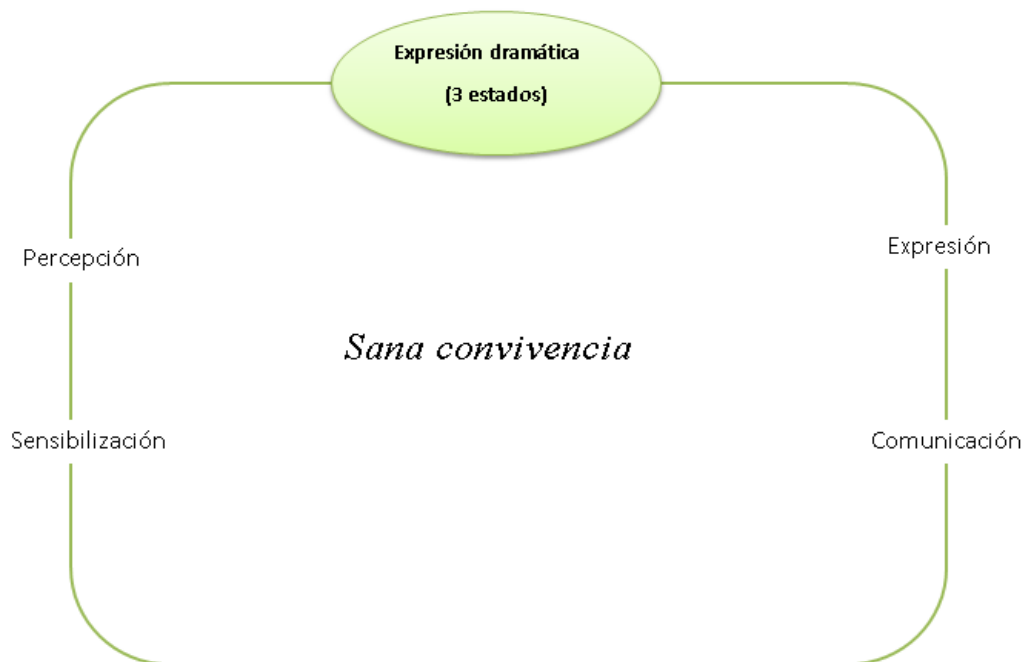 Expresión dramática
(3 estados)
Percepción
Expresión
Sana convivencia
Sensibilización
Comunicación